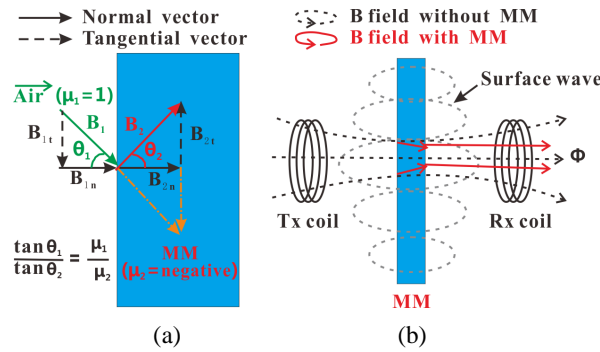 Normal vector
Tangential vector
Air (μ₁=1)
B₁
B₂
B₁ₜ
θ₁
θ₂
B₂ₜ
B₁ₙ
B₂ₙ
MM
(μ₂=negative)
tanθ₁/tanθ₂ = μ₁/μ₂
(a)
B field without MM
B field with MM
Surface wave
Φ
Tx coil
Rx coil
MM
(b)